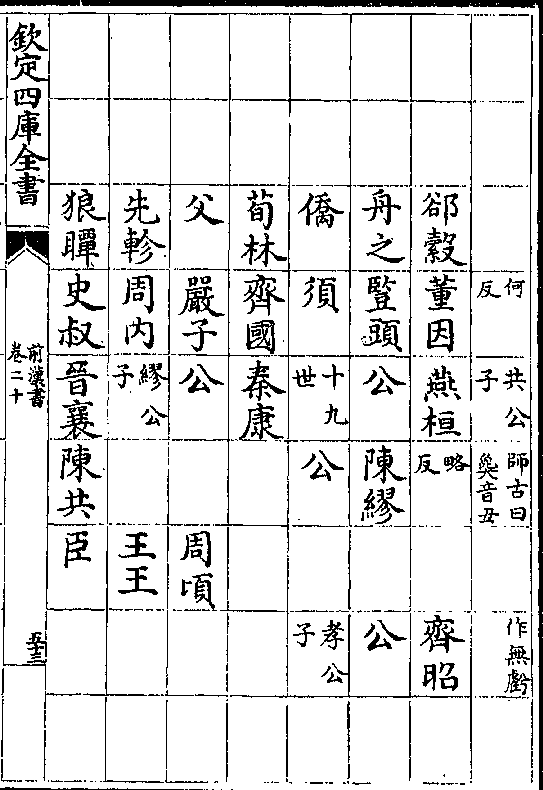 何反 共公子 師古曰㲋音丑 作無虧
郤縠 董因 燕桓 略反 齊昭
舟之 豎頭 公 陳繆 公
僑 須 十九世 公 孝公子
荀林 齊國 秦康
父 嚴子 公 周頃
先軫 周内 繆公子 王王
狼瞫 史叔 晉襄 陳共 臣
欽定四庫全書 前漢書卷二十 五十三